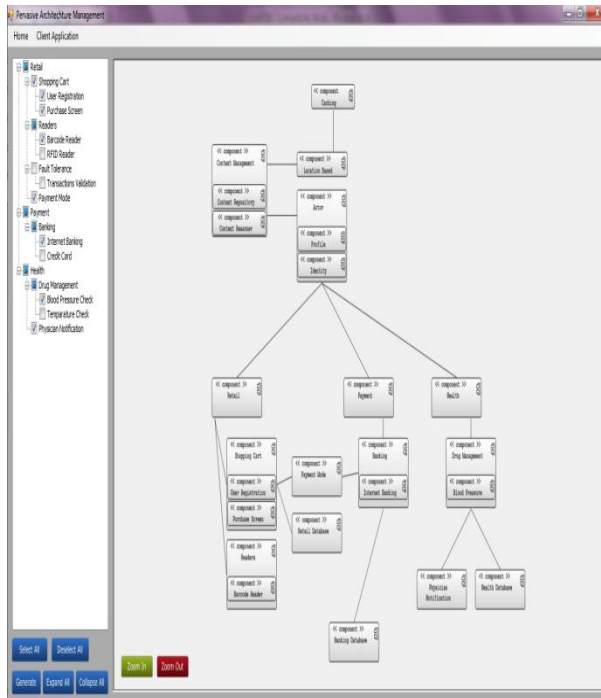 Pervasive Architechture Management
Home Client Application
Retail
Shopping Cart
User Registration
Purchase Screen
Readers
Barcode Reader
RFID Reader
Fault Tolerance
Transactions Validation
Payment Mode
Payment
Banking
Internet Banking
Credit Card
Health
Drug Management
Blood Pressure Check
Temparature Check
Physician Notification
Select All
Deselect All
Generate
Expand All
Collapse All
<< component >>
Caching
<< component >>
Content Management
<< component >>
Content Repository
<< component >>
Content Reasoner
<< component >>
Location Based
<< component >>
Actor
<< component >>
Profile
<< component >>
Identity
<< component >>
Retail
<< component >>
Payment
<< component >>
Health
<< component >>
Shopping Cart
<< component >>
User Registration
<< component >>
Purchase Screen
<< component >>
Payment Mode
<< component >>
Retail Database
<< component >>
Readers
<< component >>
Barcode Reader
<< component >>
Banking
<< component >>
Internet Banking
<< component >>
Drug Management
<< component >>
Blood Pressure
<< component >>
Physician
Notification
<< component >>
Health Database
<< component >>
Banking Database
Zoom In
Zoom Out